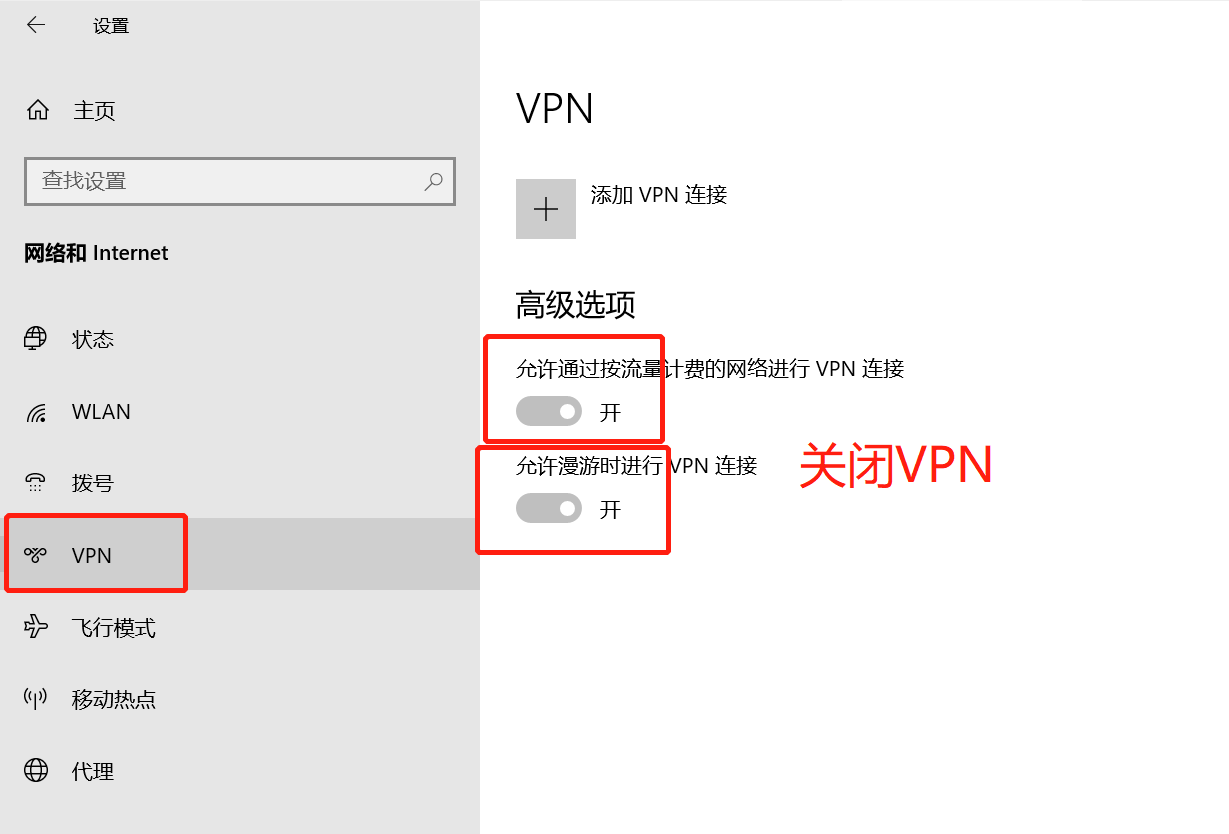 设置
主页
查找设置
网络和 Internet
状态
WLAN
拨号
VPN
飞行模式
移动热点
代理
VPN
添加 VPN 连接
高级选项
允许通过按流量计费的网络进行 VPN 连接
开
允许漫游时进行 VPN 连接
开
关闭VPN